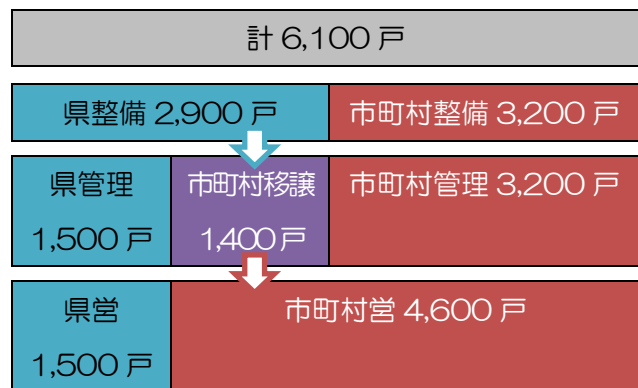 計 6,100 戸
県整備 2,900 戸
市町村整備 3,200 戸
県管理
1,500 戸
市町村移譲
1,400 戸
市町村管理 3,200 戸
県営
1,500 戸
市町村営 4,600 戸